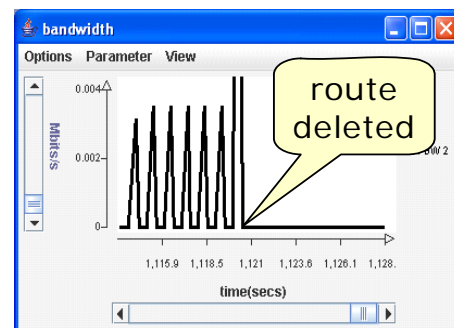 bandwidth
Options Parameter View
route
deleted
0.004
Mbits/s
0.002
0
BW 2
1,115.9 1,118.5 1,121 1,123.6 1,126.1 1,128.
time(secs)